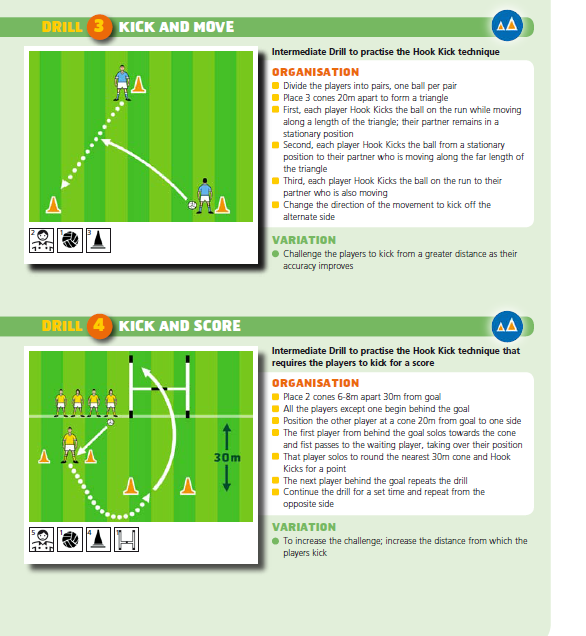 DRILL 3 KICK AND MOVE
Intermediate Drill to practise the Hook Kick technique
ORGANISATION
Divide the players into pairs, one ball per pair
Place 3 cones 20m apart to form a triangle
First, each player Hook Kicks the ball on the run while moving
along a length of the triangle; their partner remains in a
stationary position
Second, each player Hook Kicks the ball from a stationary
position to their partner who is moving along the far length of
the triangle
Third, each player Hook Kicks the ball on the run to their
partner who is also moving
Change the direction of the movement to kick off the
alternate side
2 1 3
VARIATION
Challenge the players to kick from a greater distance as their
accuracy improves
DRILL 4 KICK AND SCORE
Intermediate Drill to practise the Hook Kick technique that
requires the players to kick for a score
ORGANISATION
Place 2 cones 6-8m apart 30m from goal
All the players except one begin behind the goal
Position the other player at a cone 20m from goal to one side
The first player from behind the goal solos towards the cone
and fist passes to the waiting player, taking over their position
That player solos to round the nearest 30m cone and Hook
Kicks for a point
The next player behind the goal repeats the drill
Continue the drill for a set time and repeat from the
opposite side
30m
5 1 4
VARIATION
To increase the challenge; increase the distance from which the
players kick